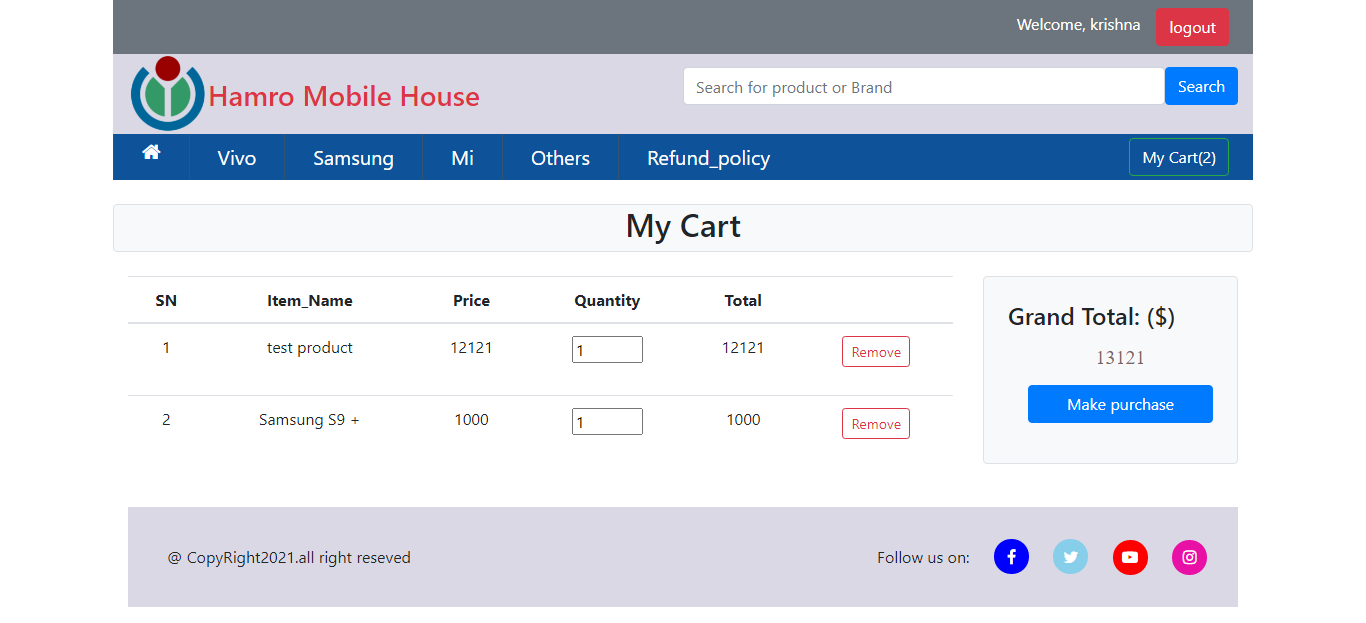 Welcome, krishna
logout
Hamro Mobile House
Search for product or Brand
Search
Vivo
Samsung
Mi
Others
Refund_policy
My Cart(2)
My Cart
SN Item_Name Price Quantity Total
1 test product 12121 1 12121 Remove
2 Samsung S9 + 1000 1 1000 Remove
Grand Total: ($)
13121
Make purchase
@ CopyRight2021.all right reseved
Follow us on: